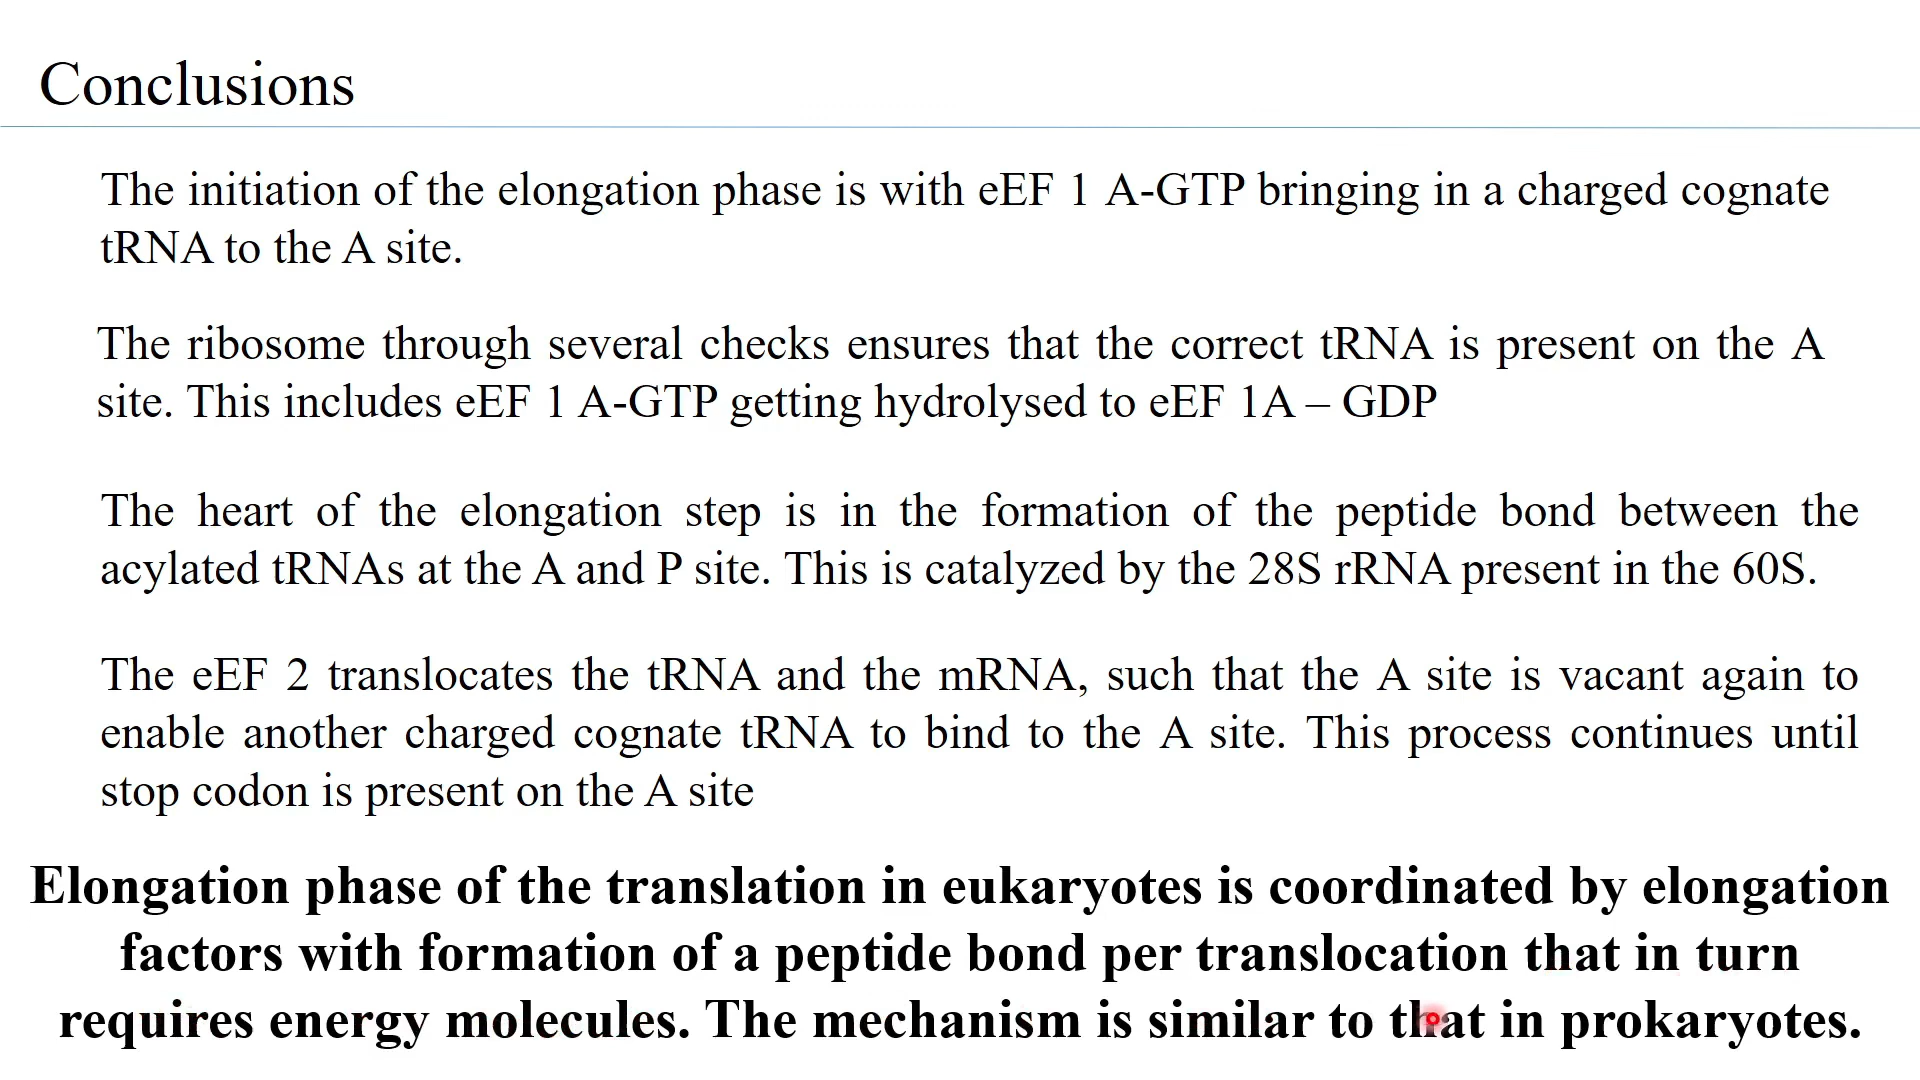 Conclusions
The initiation of the elongation phase is with eEF 1 A-GTP bringing in a charged cognate
tRNA to the A site.
The ribosome through several checks ensures that the correct tRNA is present on the A
site. This includes eEF 1 A-GTP getting hydrolysed to eEF 1A – GDP
The heart of the elongation step is in the formation of the peptide bond between the
acylated tRNAs at the A and P site. This is catalyzed by the 28S rRNA present in the 60S.
The eEF 2 translocates the tRNA and the mRNA, such that the A site is vacant again to
enable another charged cognate tRNA to bind to the A site. This process continues until
stop codon is present on the A site
Elongation phase of the translation in eukaryotes is coordinated by elongation
factors with formation of a peptide bond per translocation that in turn
requires energy molecules. The mechanism is similar to that in prokaryotes.